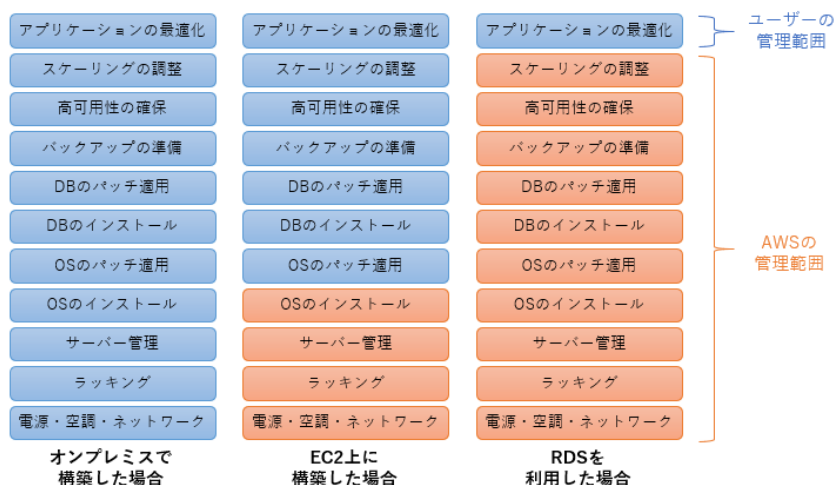 アプリケーションの最適化
アプリケーションの最適化
アプリケーションの最適化
ユーザーの
管理範囲
スケーリングの調整
スケーリングの調整
スケーリングの調整
高可用性の確保
高可用性の確保
高可用性の確保
バックアップの準備
バックアップの準備
バックアップの準備
DBのパッチ適用
DBのパッチ適用
DBのパッチ適用
DBのインストール
DBのインストール
DBのインストール
AWSの
管理範囲
OSのパッチ適用
OSのパッチ適用
OSのパッチ適用
OSのインストール
OSのインストール
OSのインストール
サーバー管理
サーバー管理
サーバー管理
ラッキング
ラッキング
ラッキング
電源・空調・ネットワーク
電源・空調・ネットワーク
電源・空調・ネットワーク
オンプレミスで
構築した場合
EC2上に
構築した場合
RDSを
利用した場合